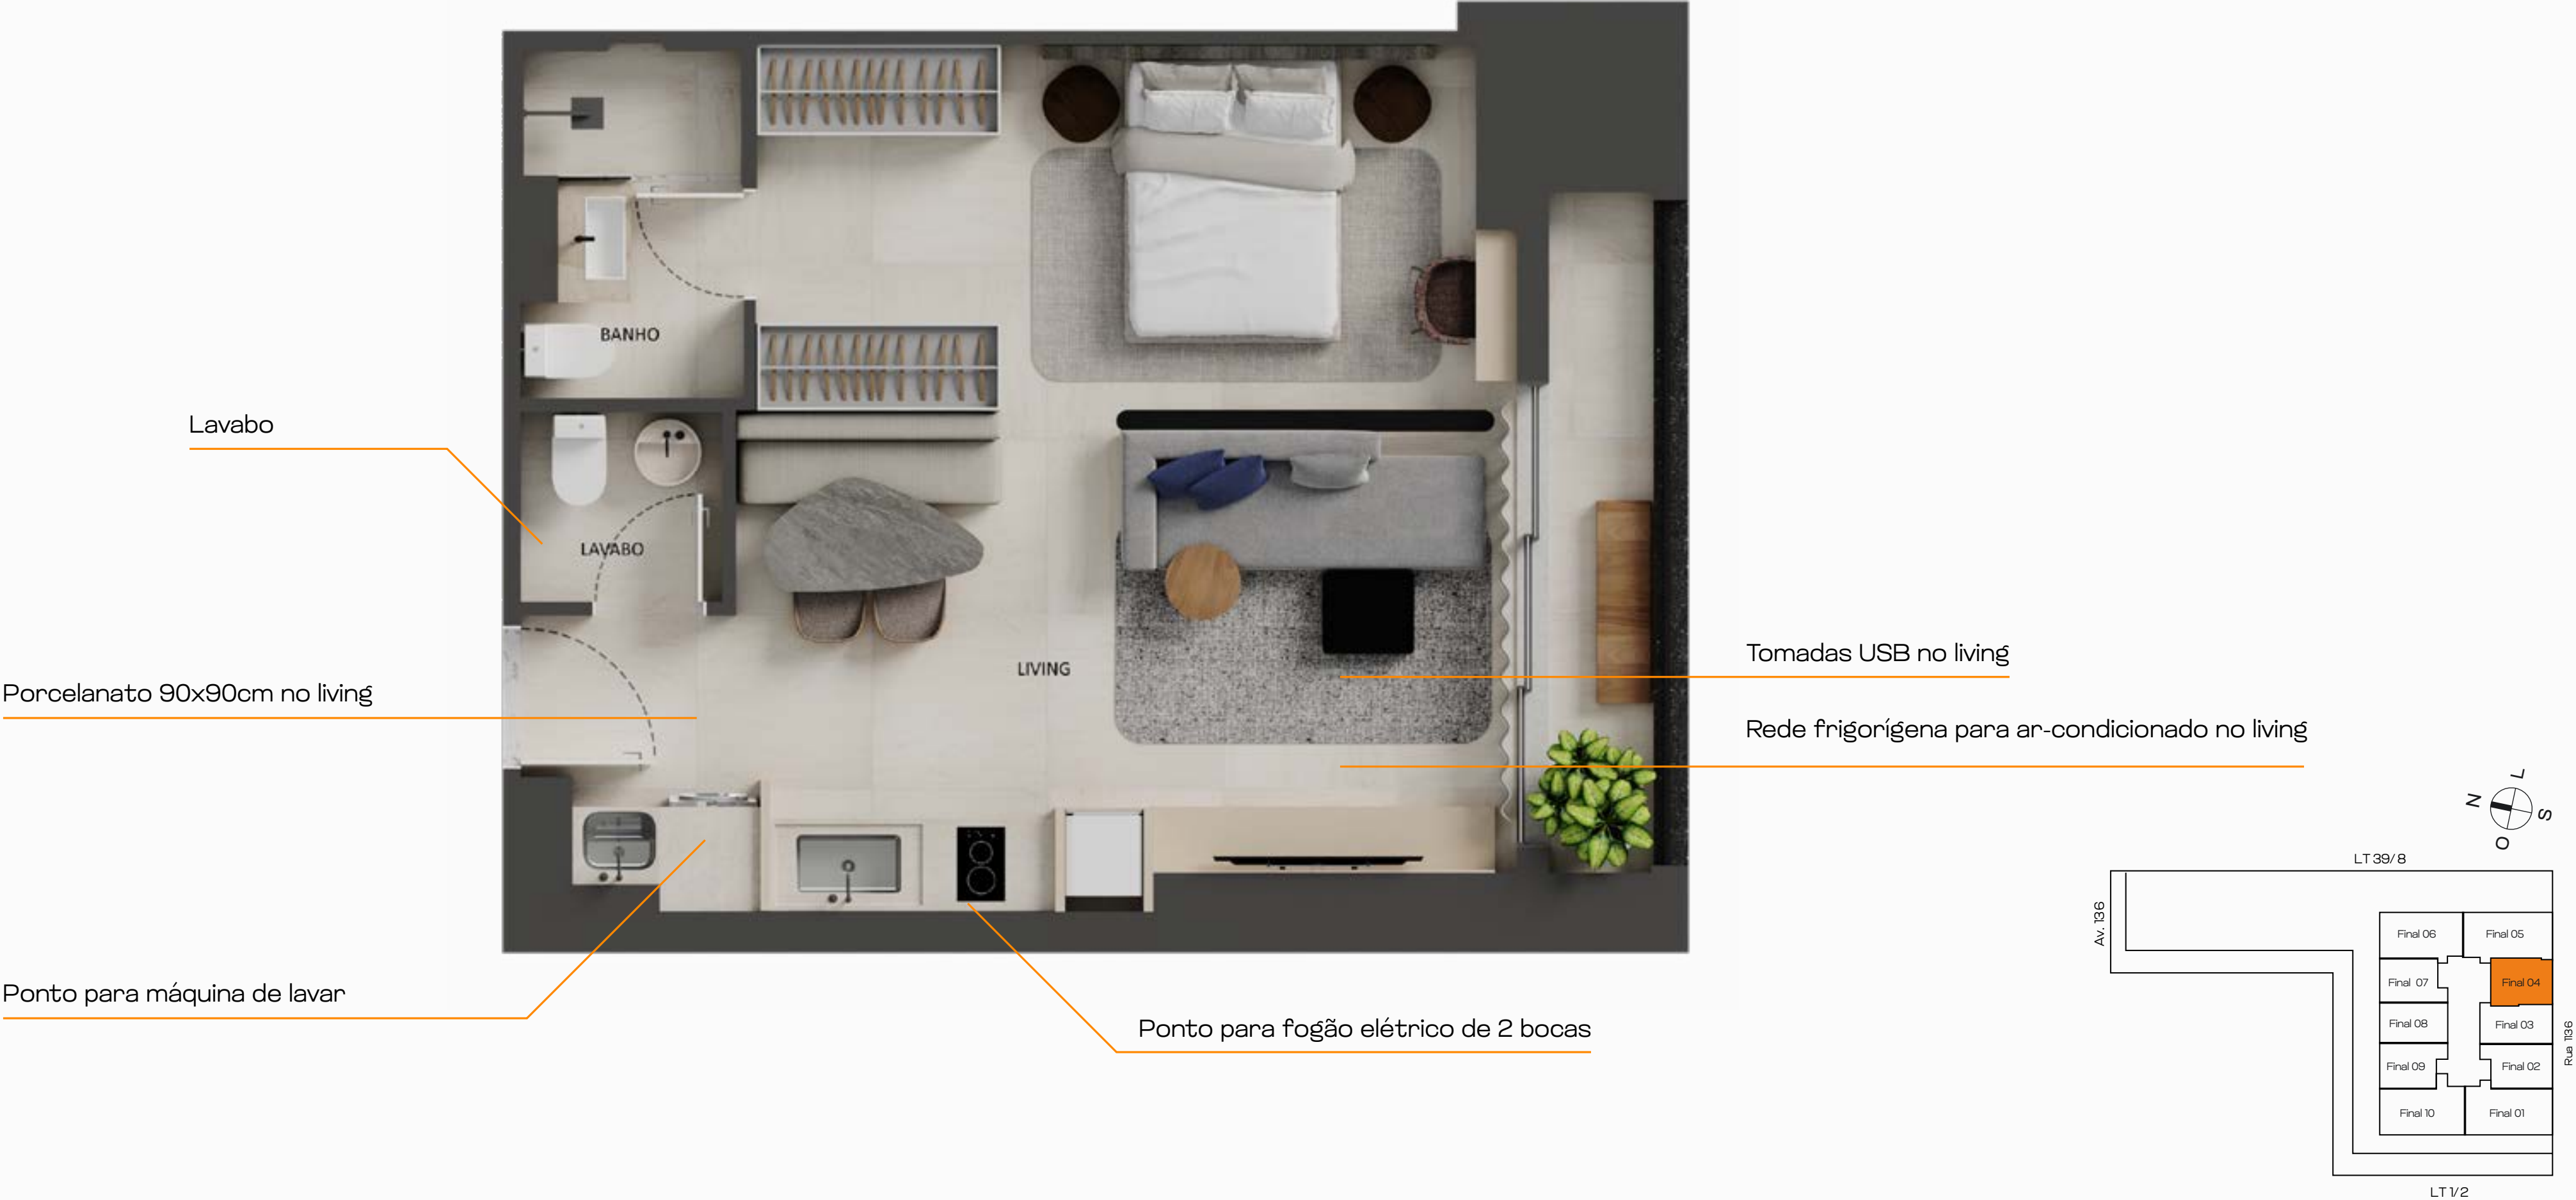 BANHO
Lavabo
LAVABO
Tomadas USB no living
LIVING
Porcelanato 90x90cm no living
Rede frigorígena para ar-condicionado no living
L
N
S
O
LT 39/8
Av. 136
Final 06
Final 05
Final 07
Final 04
Ponto para máquina de lavar
Ponto para fogão elétrico de 2 bocas
Final 08
Final 03
Rua 1136
Final 09
Final 02
Final 10
Final 01
LT 1/2